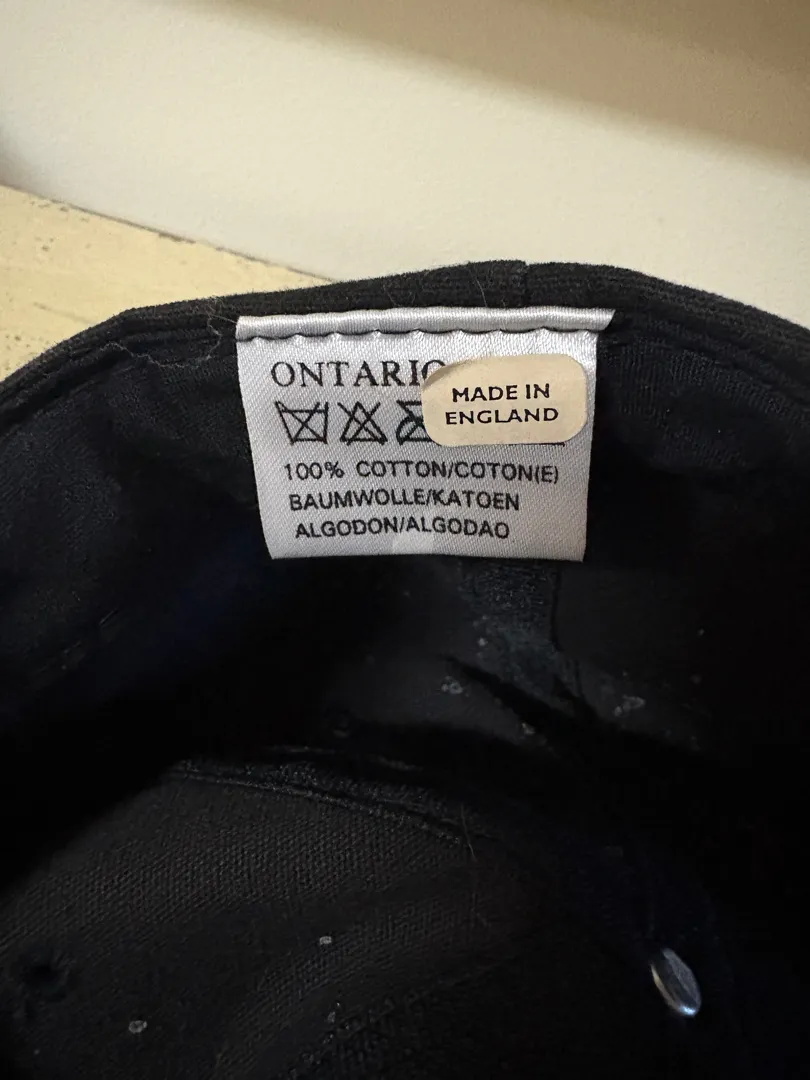 ONTARIO
MADE IN
ENGLAND
100% COTTON/COTON(E)
BAUMWOLLE/KATOEN
ALGODON/ALGODAO